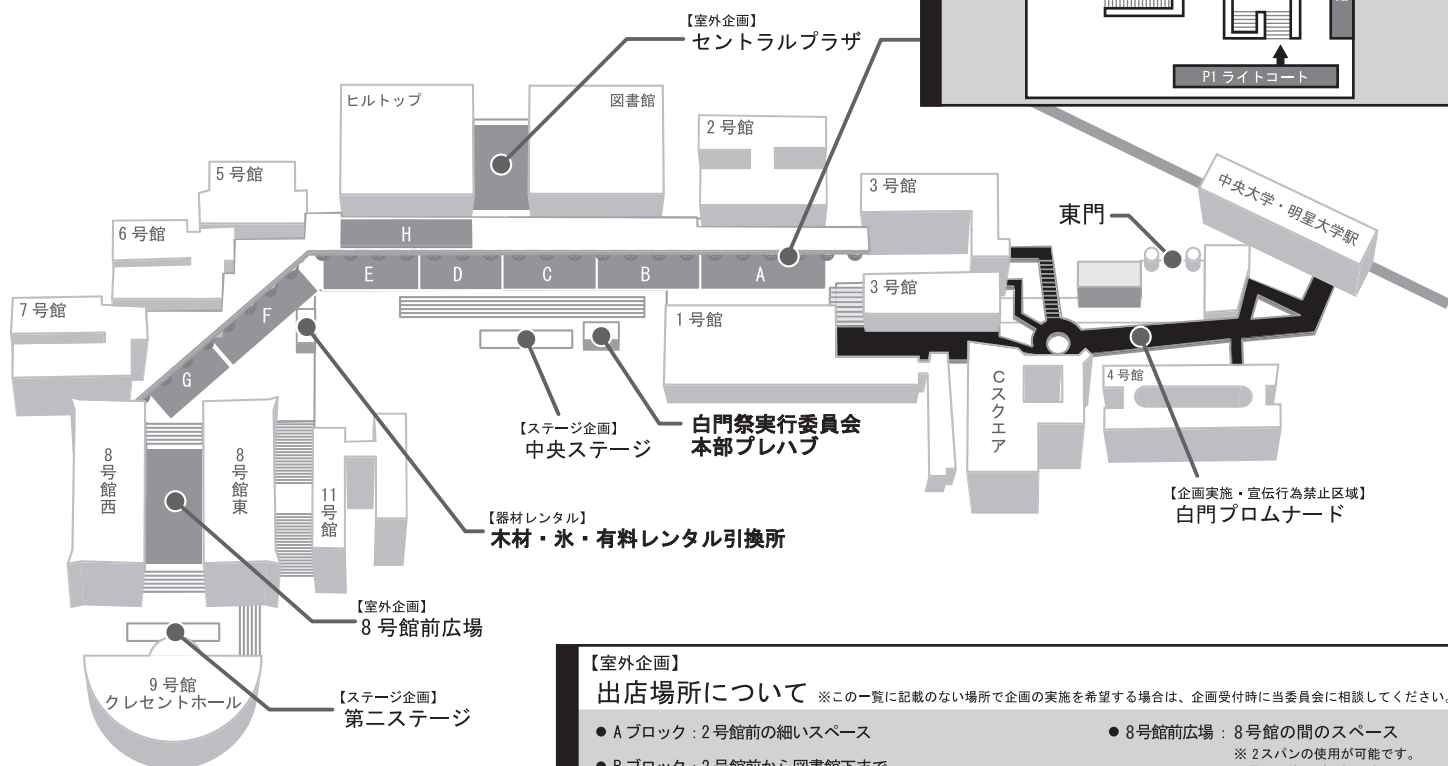 【室外企画】
セントラルプラザ
P1 ライトコート
ヒルトップ
図書館
2号館
5号館
3号館
中央大学・明星大学駅
東門
6号館
H
E
D
C
B
A
3号館
7号館
F
1号館
G
Cスクエア
4号館
【ステージ企画】
中央ステージ
白門祭実行委員会
本部プレハブ
8号館西
8号館東
11号館
【企画実施・宣伝行為禁止区域】
白門プロムナード
【器材レンタル】
木材・氷・有料レンタル引換所
【室外企画】
8号館前広場
9号館
クレセントホール
【ステージ企画】
第二ステージ
【室外企画】
出店場所について ※この一覧に記載のない場所で企画の実施を希望する場合は、企画受付時に当委員会に相談してください。
● Aブロック：2号館前の細いスペース
● 8号館前広場：8号館の間のスペース
※2スパンの使用が可能です。
● Bブロック：2号館前から図書館下まで